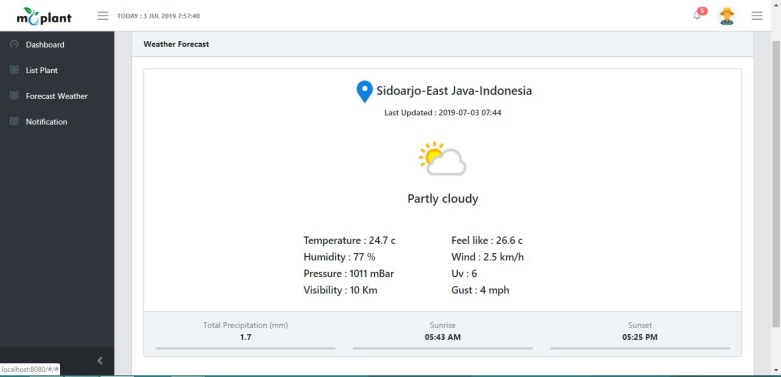 mcplant
TODAY : 3 JUL 2019 7:57:40
5
Dashboard
List Plant
Forecast Weather
Notification
Weather Forecast
Sidoarjo-East Java-Indonesia
Last Updated : 2019-07-03 07:44
Partly cloudy
Temperature : 24.7 c
Feel like : 26.6 c
Humidity : 77 %
Wind : 2.5 km/h
Pressure : 1011 mBar
Uv : 6
Visibility : 10 Km
Gust : 4 mph
Total Precipitation (mm)
Sunrise
Sunset
1.7
05:43 AM
05:25 PM
localhost:8080/#/#